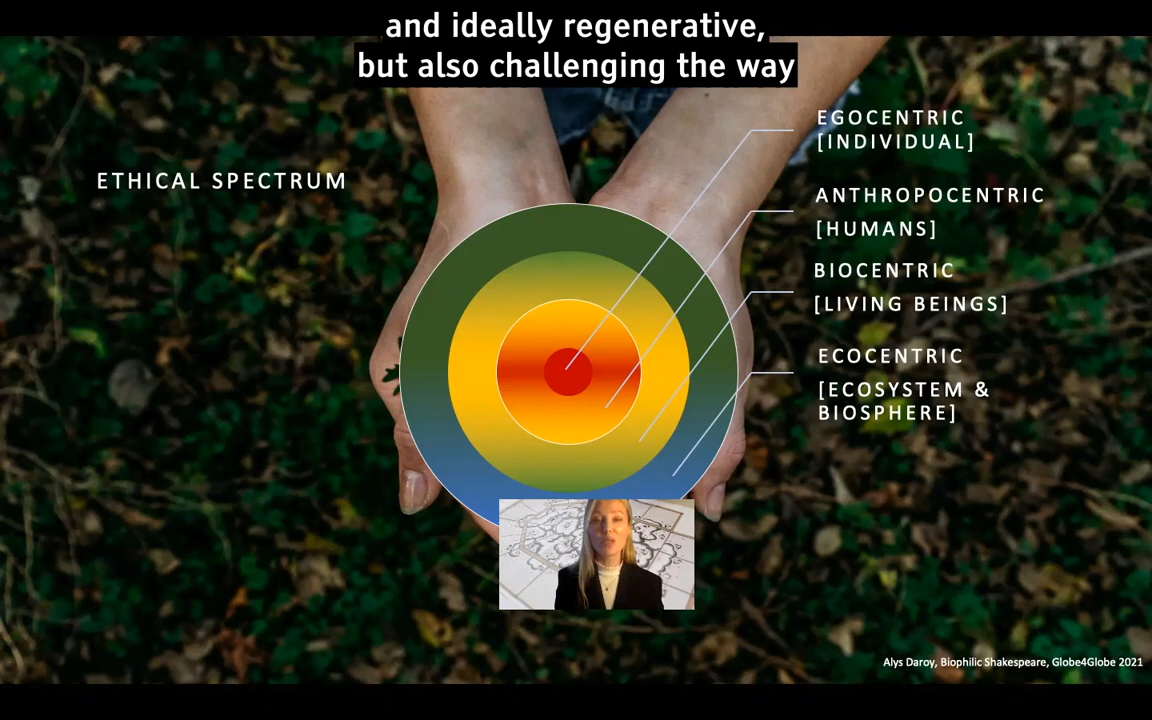 and ideally regenerative,
but also challenging the way
ETHICAL SPECTRUM
EGOCENTRIC
[INDIVIDUAL]
ANTHROPOCENTRIC
[HUMANS]
BIOCENTRIC
[LIVING BEINGS]
ECOCENTRIC
[ECOSYSTEM &
BIOSPHERE]
Alys Daroy, Biophilic Shakespeare, Globe4Globe 2021